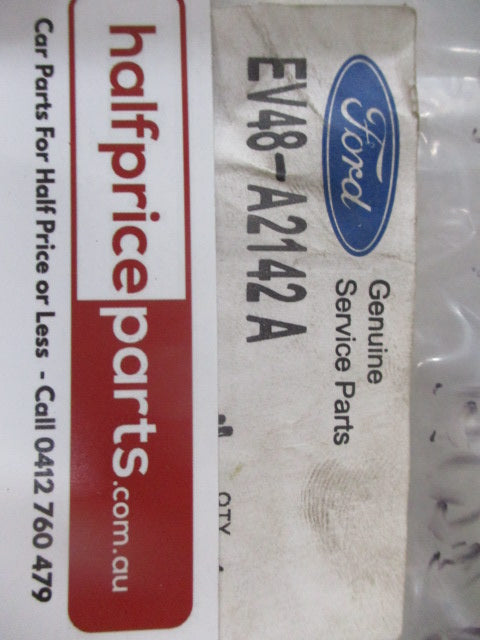 Ford
Genuine
Service Parts
EV48-A2142 A
QTY
halfpriceparts.com.au
Car Parts For Half Price or Less - Call 0412 760 479